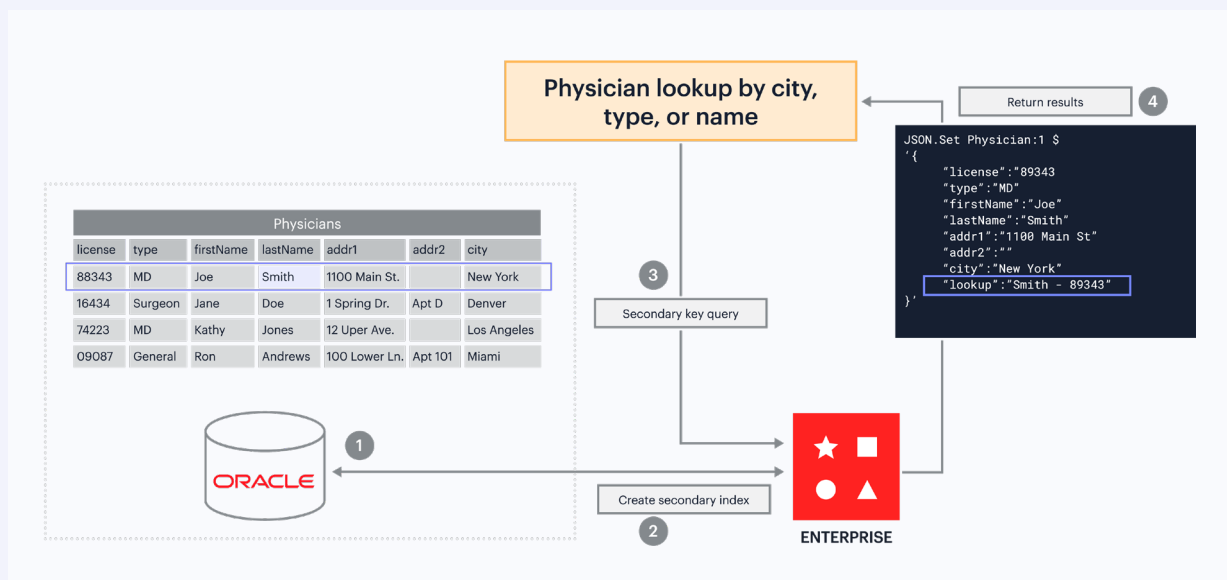 Physician lookup by city,
type, or name
Return results
4
JSON.Set Physician:1 $
‘{
“license”:”89343
“type”:”MD”
“firstName”:”Joe”
“lastName”:”Smith”
“addr1”:”1100 Main St”
“addr2”:””
“city”:”New York”
“lookup”:”Smith - 89343”
}’
Physicians
license type firstName lastName addr1 addr2 city
88343 MD Joe Smith 1100 Main St. New York
16434 Surgeon Jane Doe 1 Spring Dr. Apt D Denver
74223 MD Kathy Jones 12 Uper Ave. Los Angeles
09087 General Ron Andrews 100 Lower Ln. Apt 101 Miami
3
Secondary key query
1
ORACLE
Create secondary index
2
ENTERPRISE